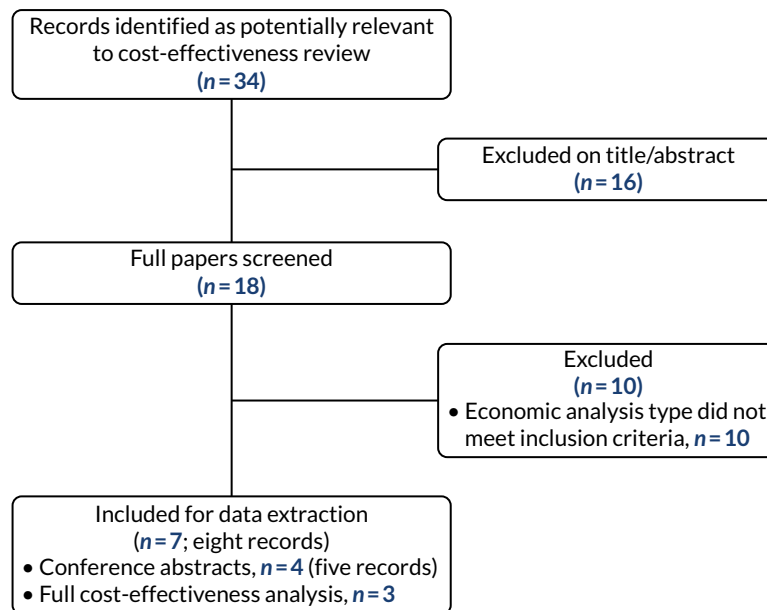 Records identified as potentially relevant
to cost-effectiveness review
(n = 34)
Excluded on title/abstract
(n = 16)
Full papers screened
(n = 18)
Excluded
(n = 10)
• Economic analysis type did not
meet inclusion criteria, n = 10
Included for data extraction
(n = 7; eight records)
• Conference abstracts, n = 4 (five records)
• Full cost-effectiveness analysis, n = 3